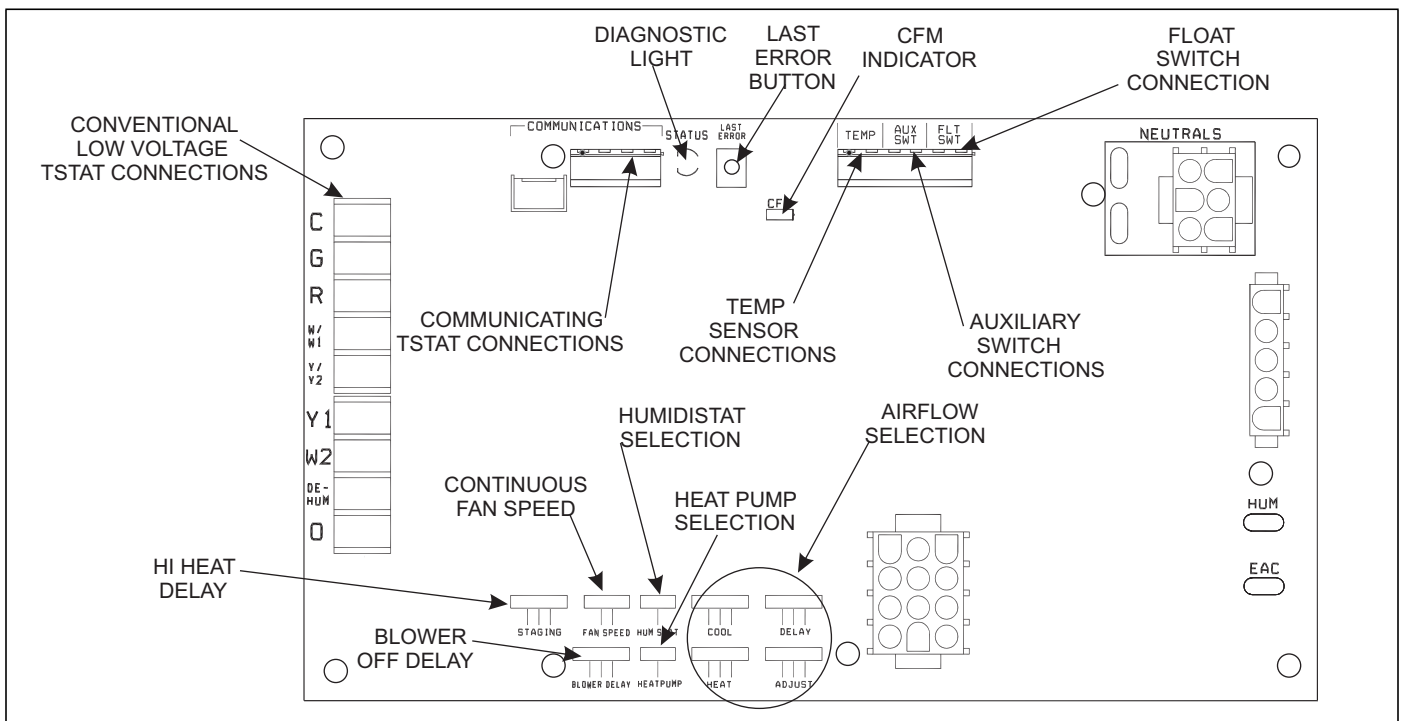 DIAGNOSTIC
LIGHT
LAST
ERROR
BUTTON
CFM
INDICATOR
FLOAT
SWITCH
CONNECTION
CONVENTIONAL
LOW VOLTAGE
TSTAT CONNECTIONS
COMMUNICATIONS
STATUS
LAST
ERROR
TEMP
AUX
SWT
FLT
SWT
NEUTRALS
CF
C
G
R
W/
W1
Y/
Y2
Y1
W2
DE-
HUM
O
COMMUNICATING
TSTAT CONNECTIONS
TEMP
SENSOR
CONNECTIONS
AUXILIARY
SWITCH
CONNECTIONS
HUMIDISTAT
SELECTION
AIRFLOW
SELECTION
CONTINUOUS
FAN SPEED
HEAT PUMP
SELECTION
HUM
EAC
HI HEAT
DELAY
BLOWER
OFF DELAY
STAGING
FAN SPEED
HUM
COOL
DELAY
BLOWER DELAY
HEATPUMP
HEAT
ADJUST